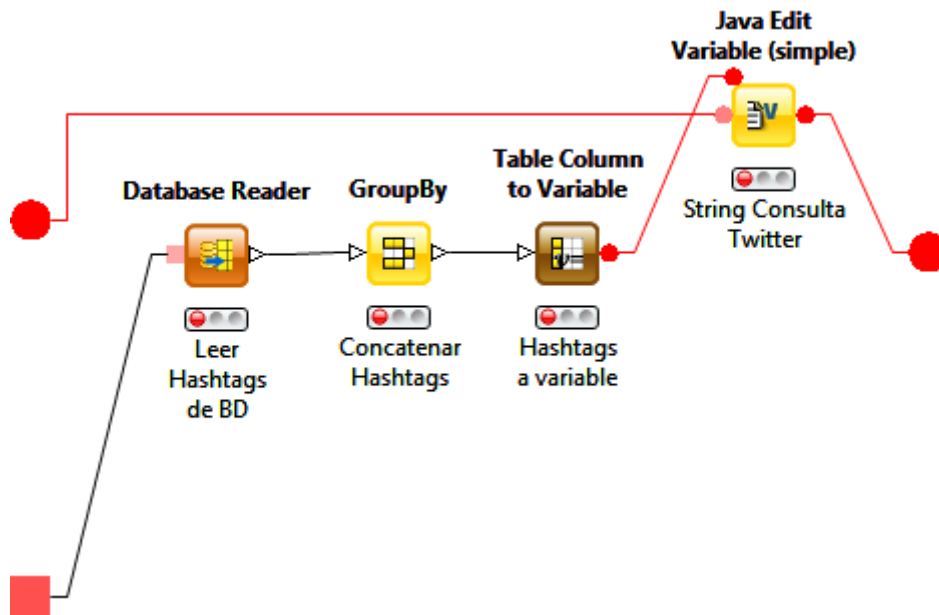 Java Edit
Variable (simple)
Database Reader
GroupBy
Table Column
to Variable
String Consulta
Twitter
Leer
Hashtags
de BD
Concatenar
Hashtags
Hashtags
a variable